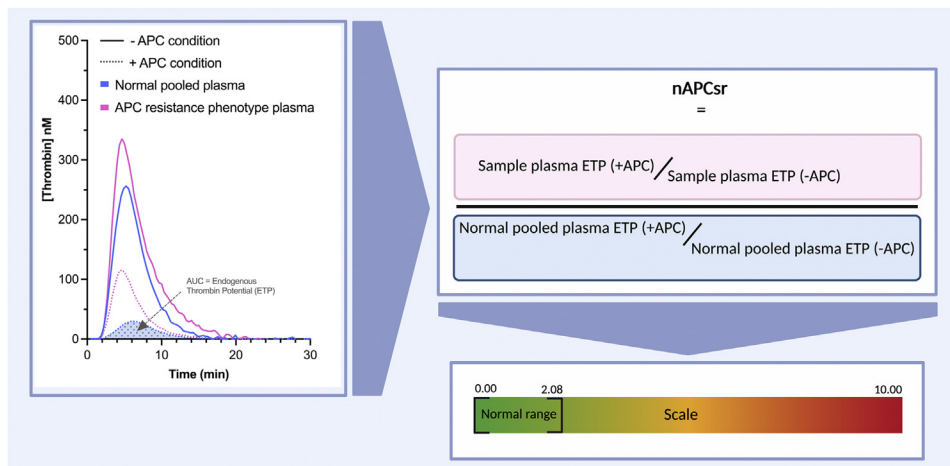 500
- APC condition
+ APC condition
400
Normal pooled plasma
APC resistance phenotype plasma
[Thrombin] nM
300
200
100
AUC = Endogenous
Thrombin Potential (ETP)
0
0 10 20 30
Time (min)
nAPCsr
=
Sample plasma ETP (+APC)/Sample plasma ETP (-APC)
Normal pooled plasma ETP (+APC)/Normal pooled plasma ETP (-APC)
0.00 2.08 10.00
Normal range Scale